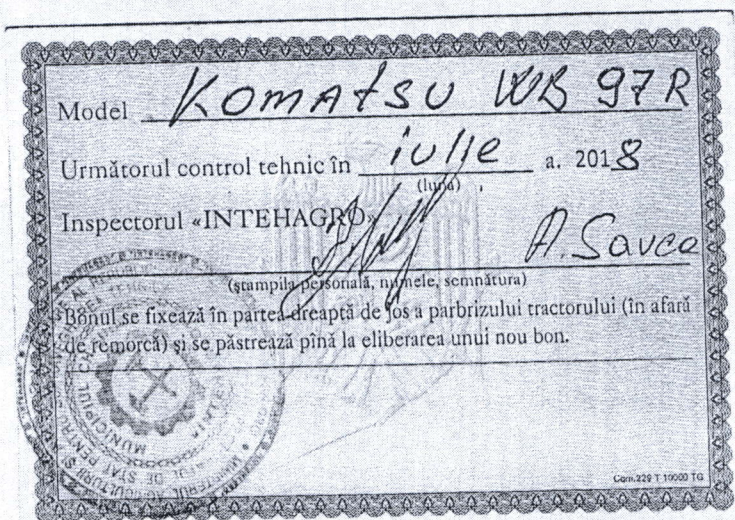 Model KOMATSU WB 97R
Următorul control tehnic în iulie a. 2018
(luna)
Inspectorul «INTEHAGRO»
A. Savca
(ştampila personală, numele, semnătura)
Bonul se fixează în partea dreaptă de jos a parbrizului tractorului (în afară
de remorcă) şi se păstrează pînă la eliberarea unui nou bon.
Com.229 T 10000 TG